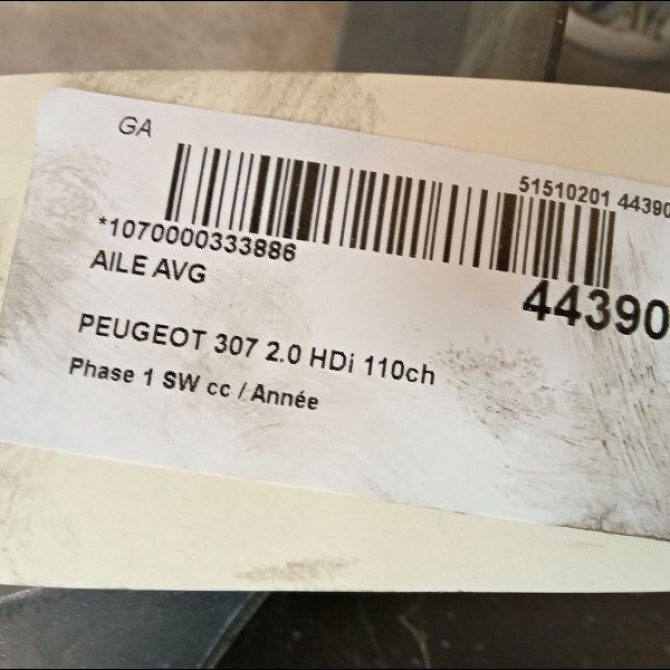 GA
51510201 44390
*1070000333886
AILE AVG
44390
PEUGEOT 307 2.0 HDi 110ch
Phase 1 SW cc / Année